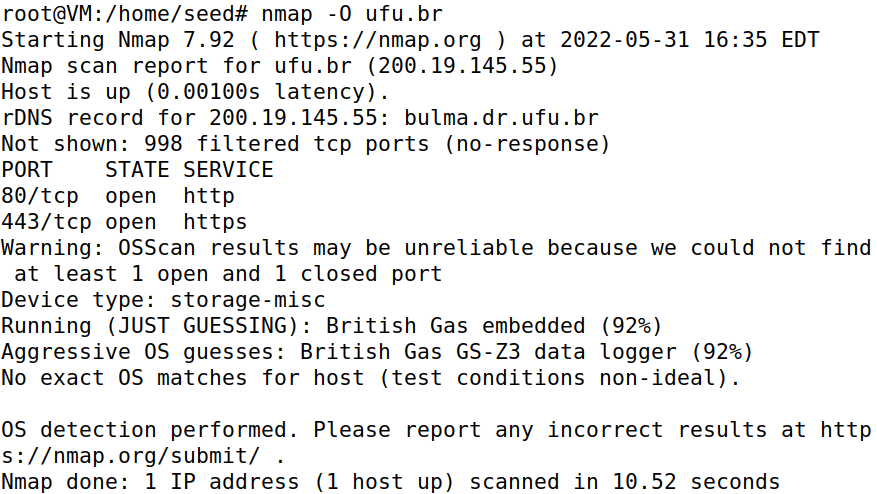 root@VM:/home/seed# nmap -O ufu.br
Starting Nmap 7.92 ( https://nmap.org ) at 2022-05-31 16:35 EDT
Nmap scan report for ufu.br (200.19.145.55)
Host is up (0.00100s latency).
rDNS record for 200.19.145.55: bulma.dr.ufu.br
Not shown: 998 filtered tcp ports (no-response)
PORT    STATE SERVICE
80/tcp  open  http
443/tcp open  https
Warning: OSScan results may be unreliable because we could not find
 at least 1 open and 1 closed port
Device type: storage-misc
Running (JUST GUESSING): British Gas embedded (92%)
Aggressive OS guesses: British Gas GS-Z3 data logger (92%)
No exact OS matches for host (test conditions non-ideal).

OS detection performed. Please report any incorrect results at http
s://nmap.org/submit/ .
Nmap done: 1 IP address (1 host up) scanned in 10.52 seconds